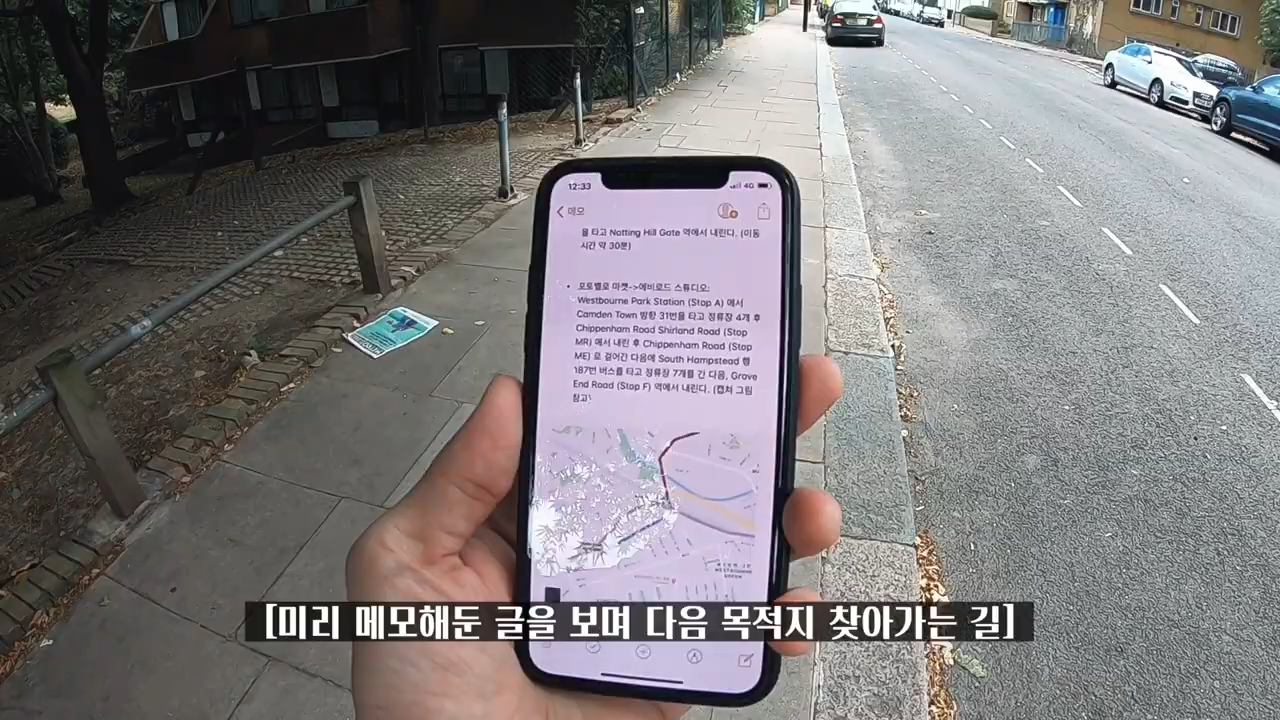 12:33
4G
메모
을 타고 Notting Hill Gate 역에서 내린다. (이동
시간 약 30분)
• 포토벨로 마켓->에비로드 스튜디오:
Westbourne Park Station (Stop A) 에서
Camden Town 방향 31번을 타고 정류장 4개 후
Chippenham Road Shirland Road (Stop
MR) 에서 내린 후 Chippenham Road (Stop
ME) 로 걸어간 다음에 South Hampstead 행
187번 버스를 타고 정류장 7개를 간 다음, Grove
End Road (Stop F) 역에서 내린다. (캡쳐 그림
참고)
[미리 메모해둔 글을 보며 다음 목적지 찾아가는 길]